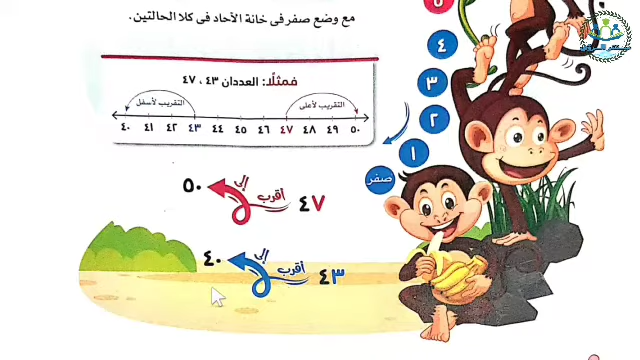 مع وضع صفر فى خانة الآحاد فى كلا الحالتين.
فمثلًا: العددان ٤٣ ، ٤٧
التقريب لأسفل
التقريب لأعلى
٤٠ ٤١ ٤٢ ٤٣ ٤٤ ٤٥ ٤٦ ٤٧ ٤٨ ٤٩ ٥٠
٤٧ أقرب إلى ٥٠
٤٣ أقرب إلى ٤٠
٥
٤
٣
٢
١
صفر